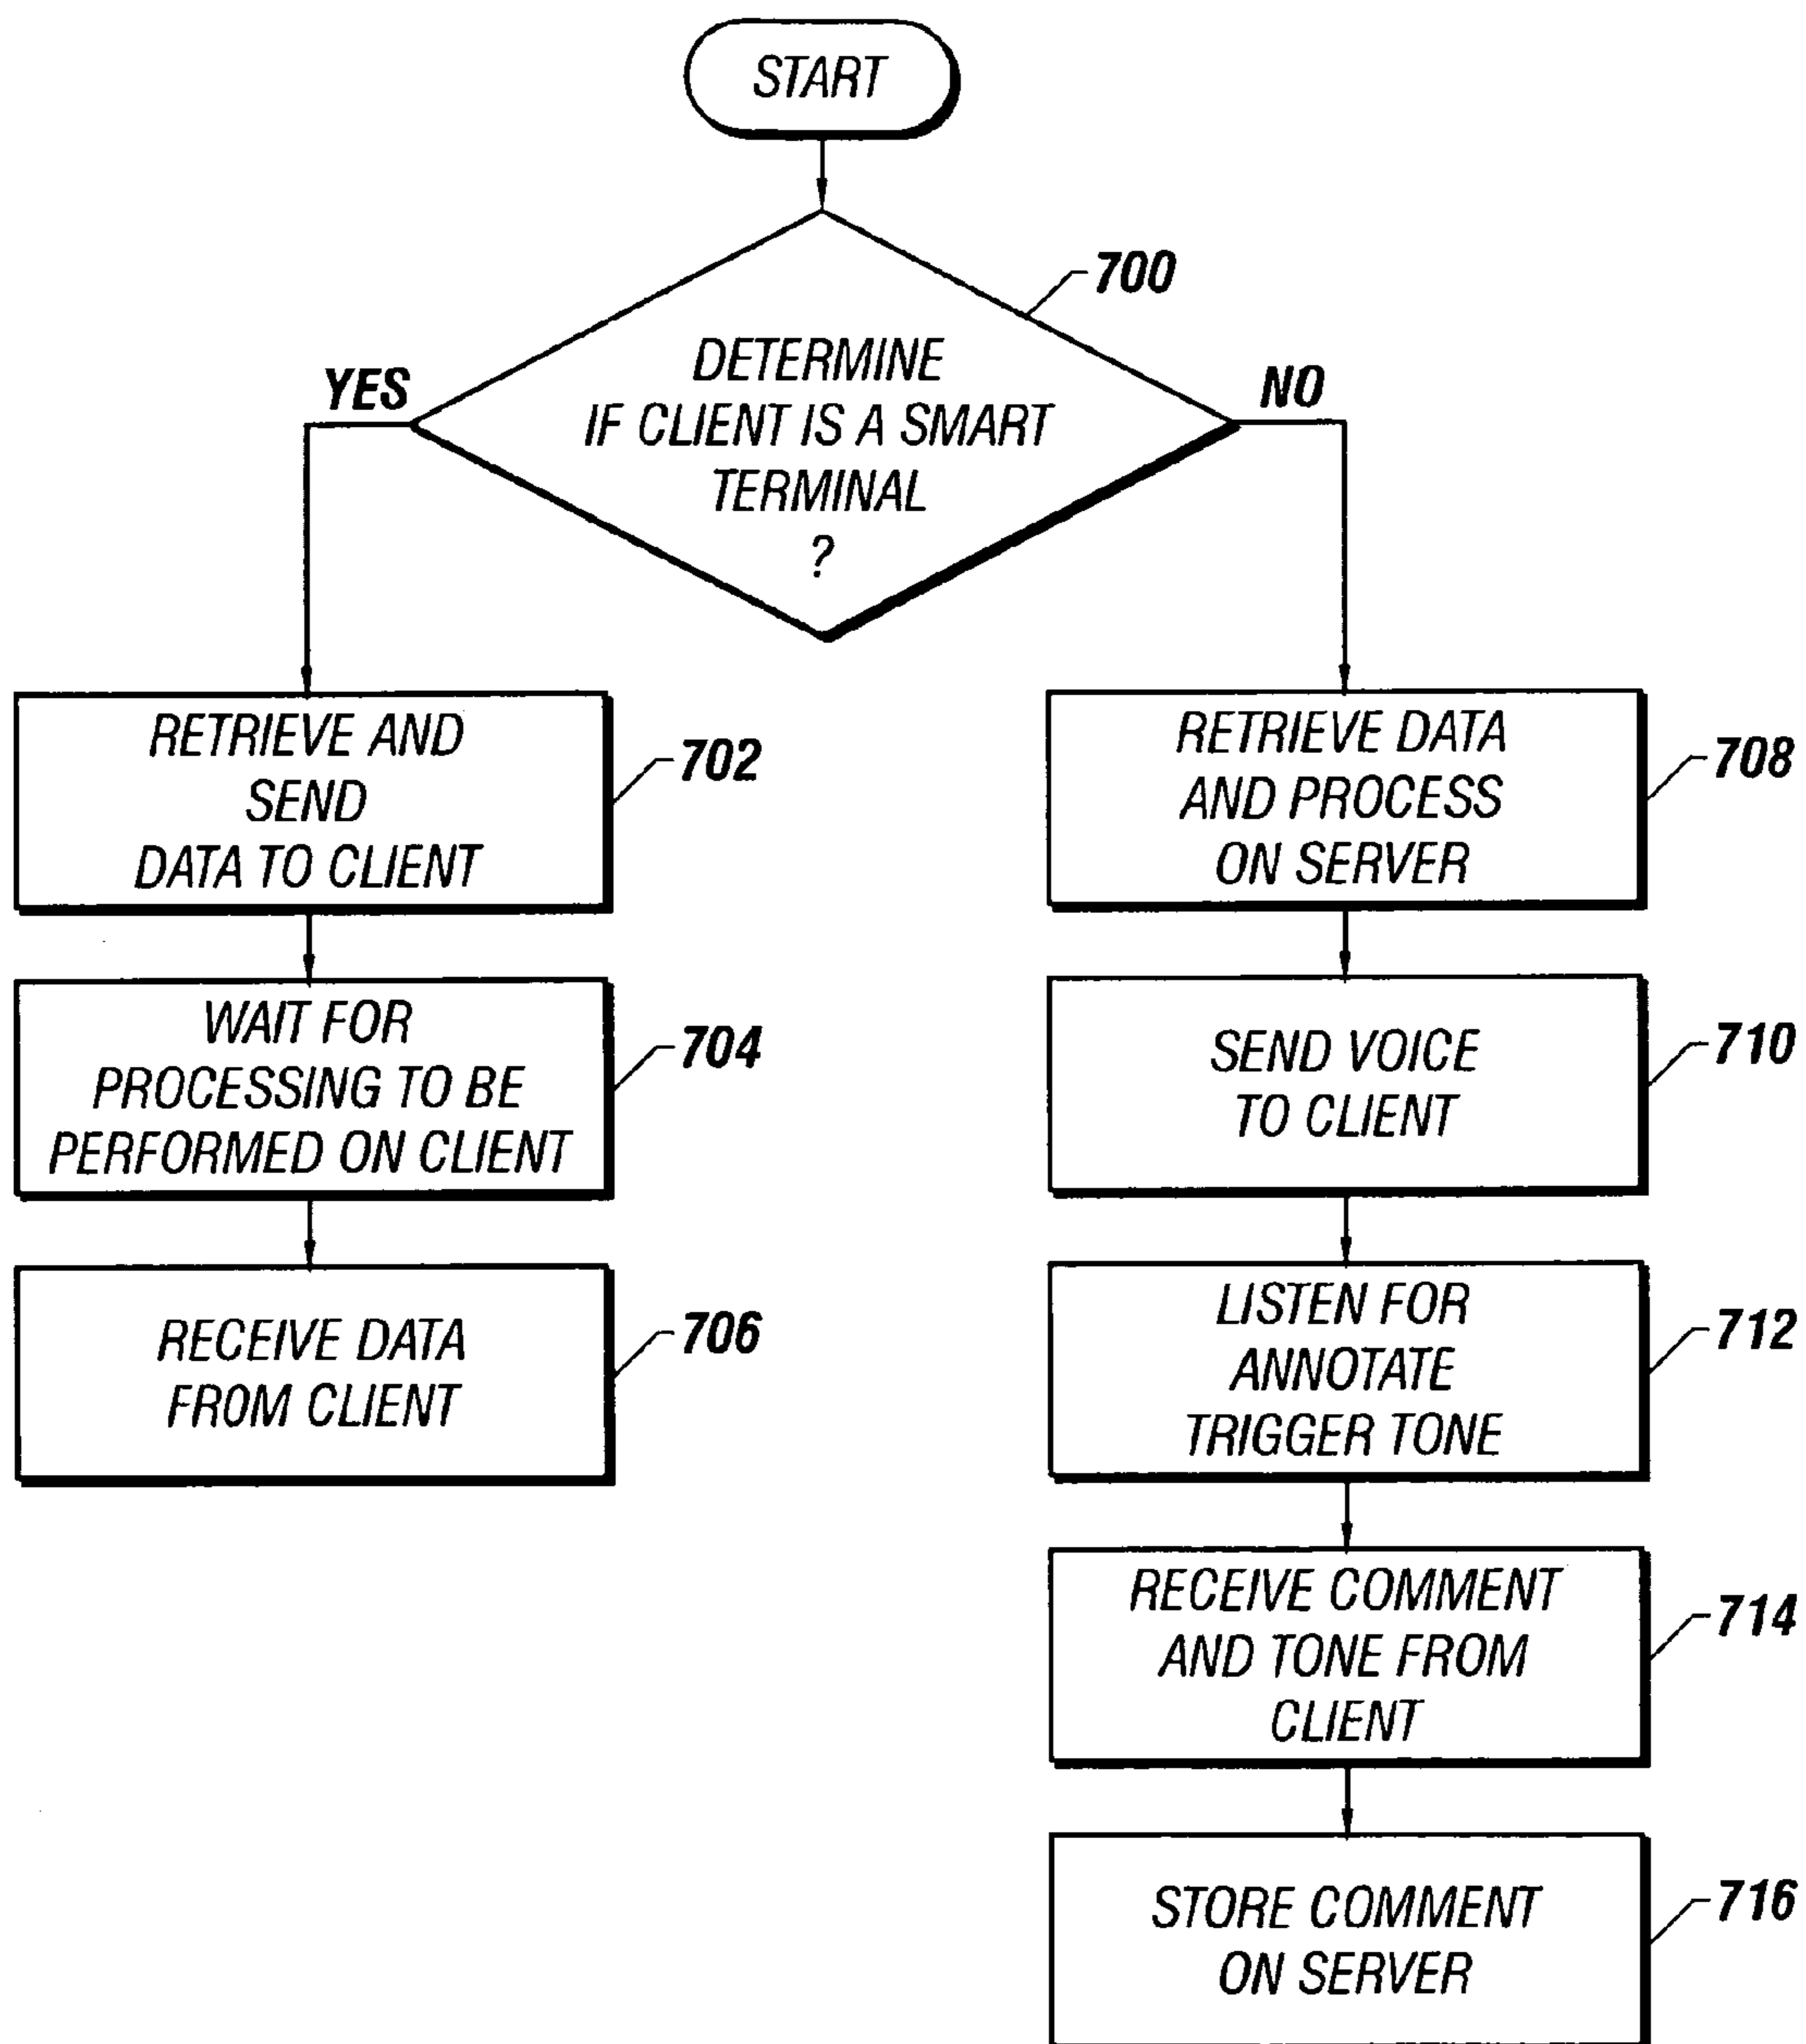 START
700
DETERMINE
IF CLIENT IS A SMART
TERMINAL
?
YES
NO
RETRIEVE AND
SEND
DATA TO CLIENT
702
WAIT FOR
PROCESSING TO BE
PERFORMED ON CLIENT
704
RECEIVE DATA
FROM CLIENT
706
RETRIEVE DATA
AND PROCESS
ON SERVER
708
SEND VOICE
TO CLIENT
710
LISTEN FOR
ANNOTATE
TRIGGER TONE
712
RECEIVE COMMENT
AND TONE FROM
CLIENT
714
STORE COMMENT
ON SERVER
716